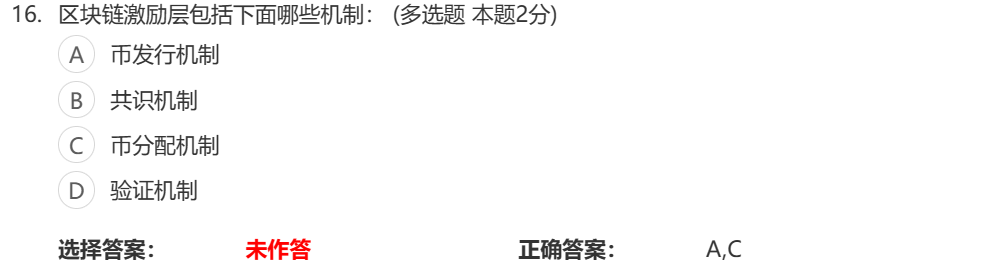 16. 区块链激励层包括下面哪些机制： (多选题 本题2分)
A 币发行机制
B 共识机制
C 币分配机制
D 验证机制
选择答案： 未作答 正确答案： A,C